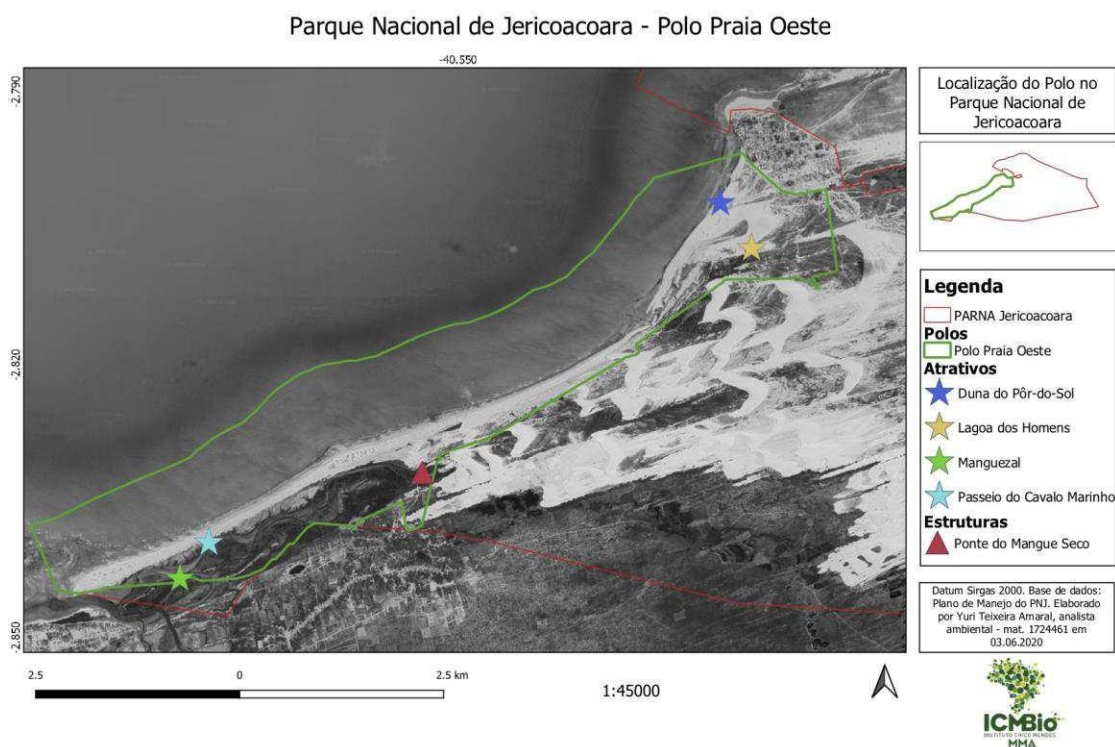 Parque Nacional de Jericoacoara - Polo Praia Oeste
-40.550
-2.790
-2.820
-2.850
Localização do Polo no
Parque Nacional de
Jericoacoara
Legenda
PARNA Jericoacoara
Polos
Polo Praia Oeste
Atrativos
Duna do Pôr-do-Sol
Lagoa dos Homens
Manguezal
Passeio do Cavalo Marinho
Estruturas
Ponte do Mangue Seco
Datum Sirgas 2000. Base de dados:
Plano de Manejo do PNJ. Elaborado
por Yuri Teixeira Amaral, analista
ambiental - mat. 1724461 em
03.06.2020
2.5
0
2.5 km
1:45000
ICMBio
INSTITUTO CHICO MENDES
MMA